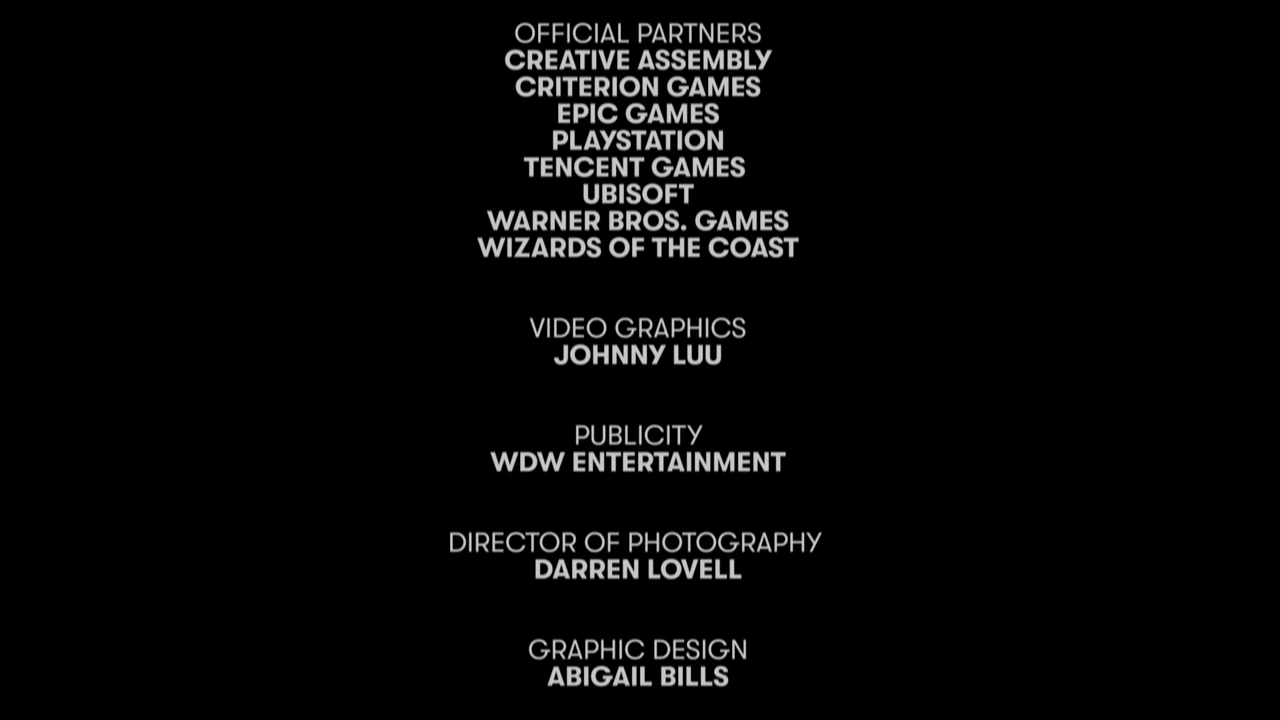 OFFICIAL PARTNERS
CREATIVE ASSEMBLY
CRITERION GAMES
EPIC GAMES
PLAYSTATION
TENCENT GAMES
UBISOFT
WARNER BROS. GAMES
WIZARDS OF THE COAST
VIDEO GRAPHICS
JOHNNY LUU
PUBLICITY
WDW ENTERTAINMENT
DIRECTOR OF PHOTOGRAPHY
DARREN LOVELL
GRAPHIC DESIGN
ABIGAIL BILLS